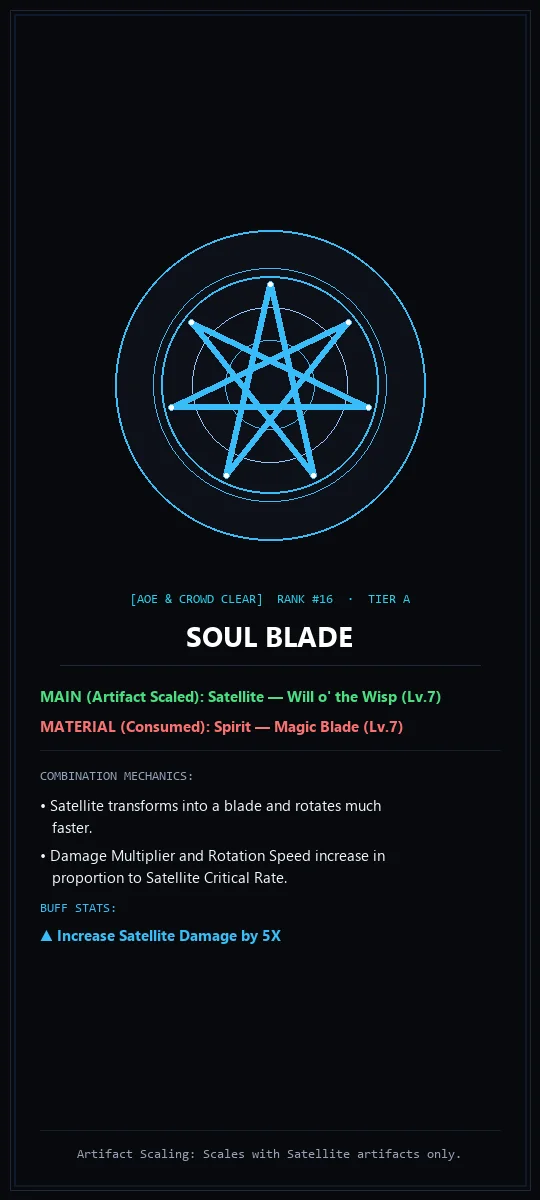 [AOE & CROWD CLEAR]  RANK #16  ·  TIER A
SOUL BLADE
MAIN (Artifact Scaled): Satellite — Will o' the Wisp (Lv.7)
MATERIAL (Consumed): Spirit — Magic Blade (Lv.7)
COMBINATION MECHANICS:
• Satellite transforms into a blade and rotates much
faster.
• Damage Multiplier and Rotation Speed increase in
proportion to Satellite Critical Rate.
BUFF STATS:
▲ Increase Satellite Damage by 5X
Artifact Scaling: Scales with Satellite artifacts only.